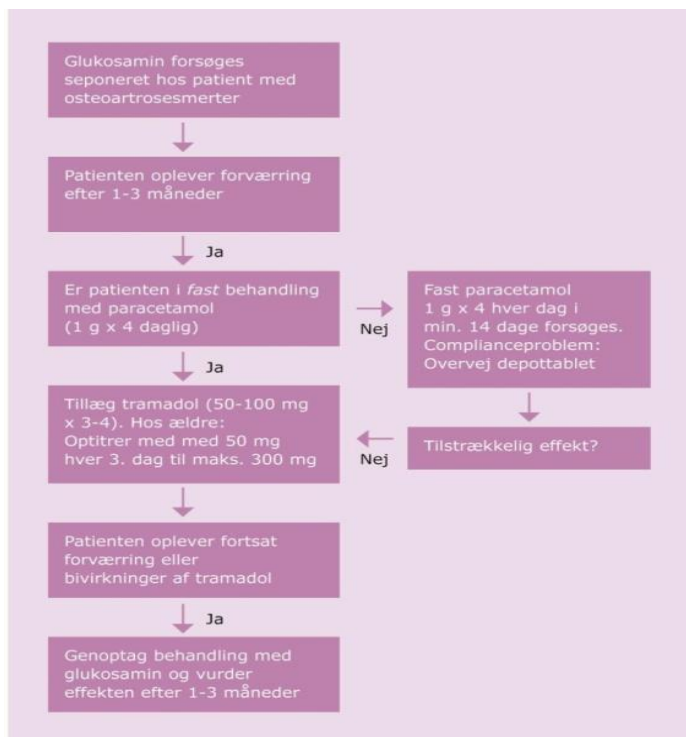 Glukosamin forsøges
seponeret hos patient med
osteoartrosesmerter
Patienten oplever forværring
efter 1-3 måneder
Ja
Er patienten i fast behandling
med paracetamol
(1 g x 4 daglig)
Nej
Fast paracetamol
1 g x 4 hver dag i
min. 14 dage forsøges.
Complianceproblem:
Overvej depottablet
Ja
Tillæg tramadol (50-100 mg
x 3-4). Hos ældre:
Optitrer med med 50 mg
hver 3. dag til maks. 300 mg
Nej
Tilstrækkelig effekt?
Patienten oplever fortsat
forværring eller
bivirkninger af tramadol
Ja
Genoptag behandling med
glukosamin og vurder
effekten efter 1-3 måneder